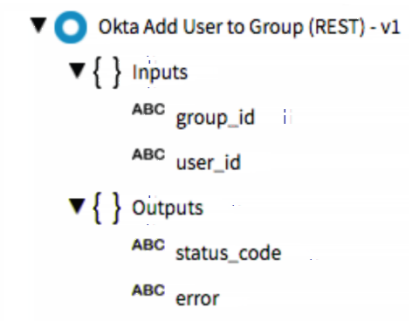 Okta Add User to Group (REST) - v1
{ } Inputs
ABC group_id
ABC user_id
{ } Outputs
ABC status_code
ABC error